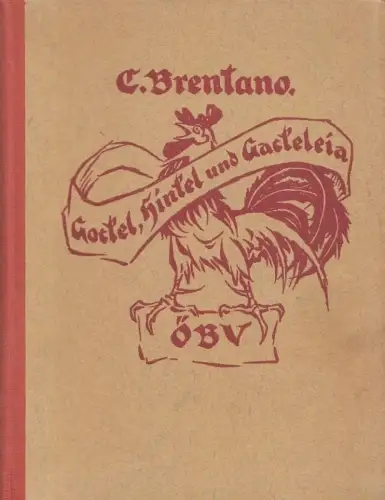 C. Brentano.
Gockel, Hinkel und Gackeleia
ÖBV